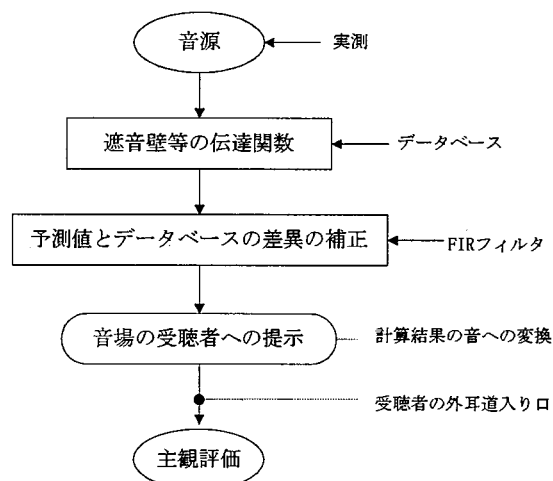 音源
実測
遮音壁等の伝達関数
データベース
予測値とデータベースの差異の補正
FIRフィルタ
音場の受聴者への提示
計算結果の音への変換
受聴者の外耳道入り口
主観評価